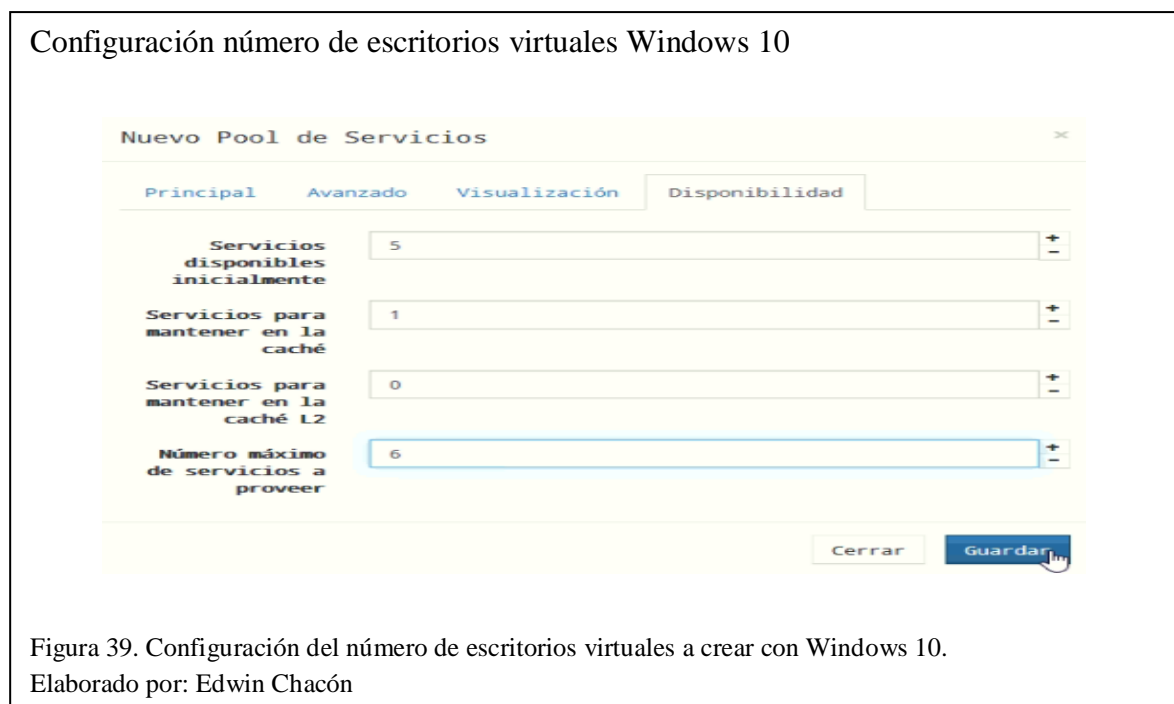 Configuración número de escritorios virtuales Windows 10
Nuevo Pool de Servicios ×
Principal Avanzado Visualización Disponibilidad
Servicios
disponibles
inicialmente
5
+
-
Servicios para
mantener en la
caché
1
+
-
Servicios para
mantener en la
caché L2
0
+
-
Número máximo
de servicios a
proveer
6
+
-
Cerrar Guardar
Figura 39. Configuración del número de escritorios virtuales a crear con Windows 10.
Elaborado por: Edwin Chacón